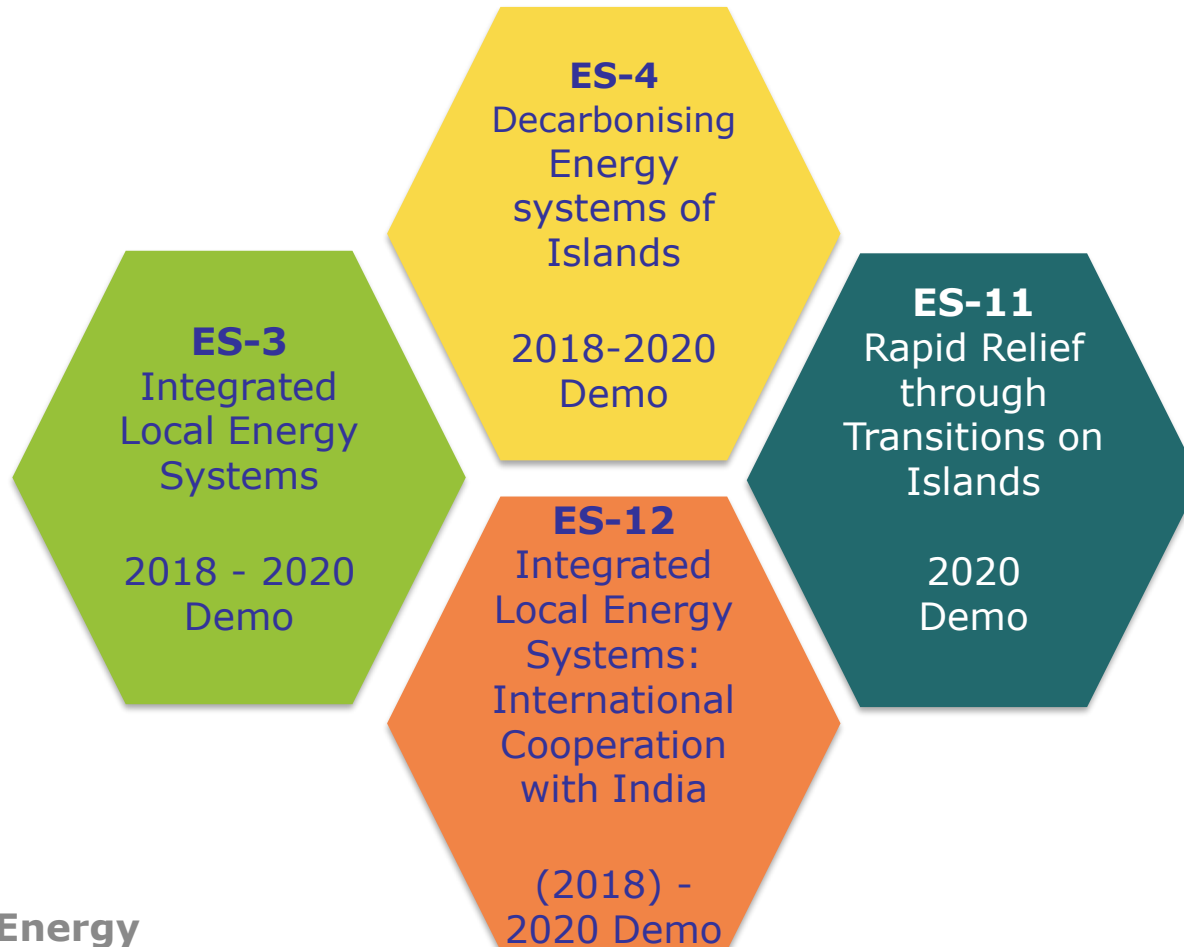 ES-4
Decarbonising
Energy
systems of
Islands
2018-2020
Demo
ES-3
Integrated
Local Energy
Systems
2018 - 2020
Demo
ES-11
Rapid Relief
through
Transitions on
Islands
2020
Demo
ES-12
Integrated
Local Energy
Systems:
International
Cooperation
with India
(2018) -
2020 Demo
Energy